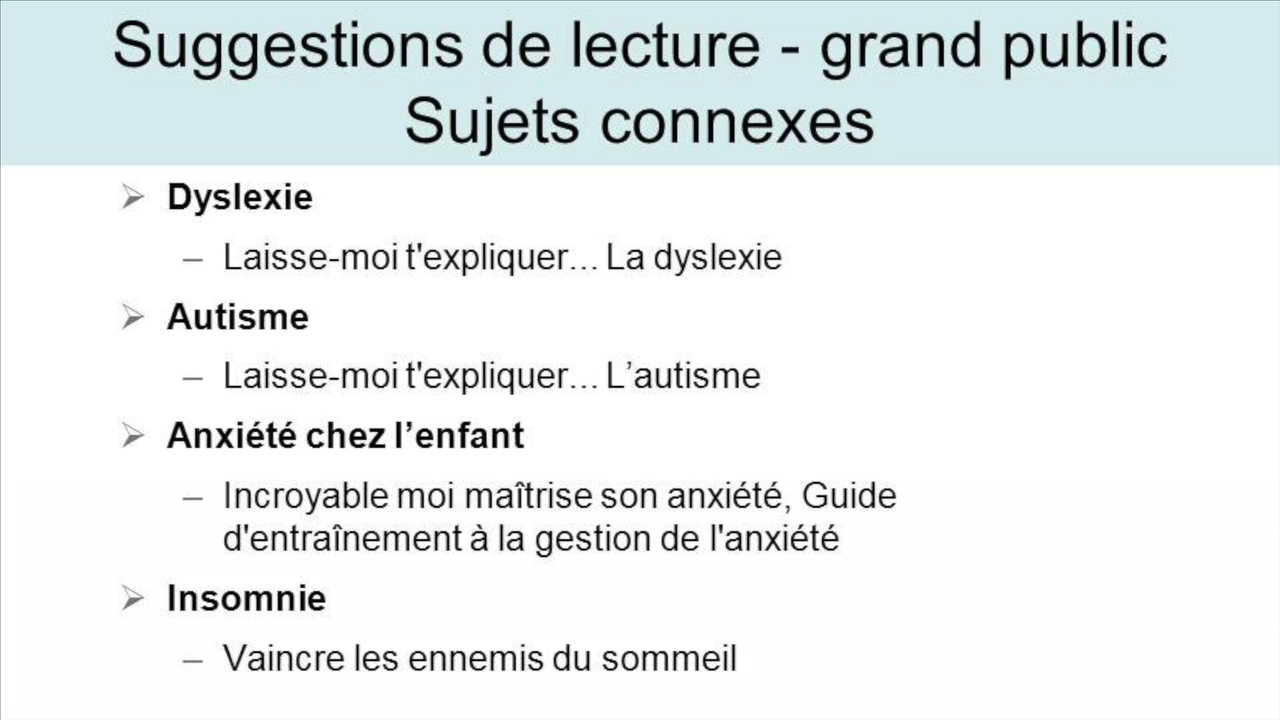 Suggestions de lecture - grand public
Sujets connexes
➢ Dyslexie
– Laisse-moi t'expliquer... La dyslexie
➢ Autisme
– Laisse-moi t'expliquer... L’autisme
➢ Anxiété chez l’enfant
– Incroyable moi maîtrise son anxiété, Guide
d'entraînement à la gestion de l'anxiété
➢ Insomnie
– Vaincre les ennemis du sommeil